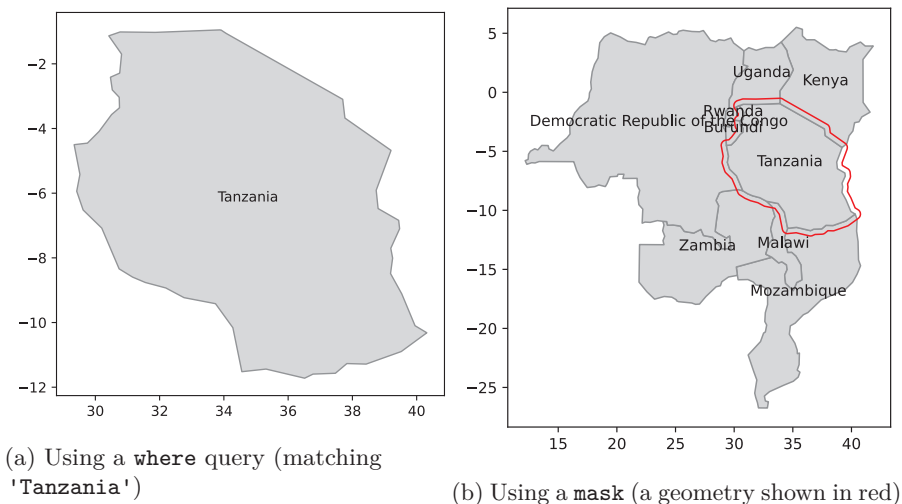 −2
−4
−6
−8
−10
−12
30 32 34 36 38 40
Tanzania
(a) Using a where query (matching
'Tanzania')
5
0
−5
−10
−15
−20
−25
15 20 25 30 35 40
Uganda
Kenya
Rwanda
Democratic Republic of the Congo
Burundi
Tanzania
Zambia
Malawi
Mozambique
(b) Using a mask (a geometry shown in red)